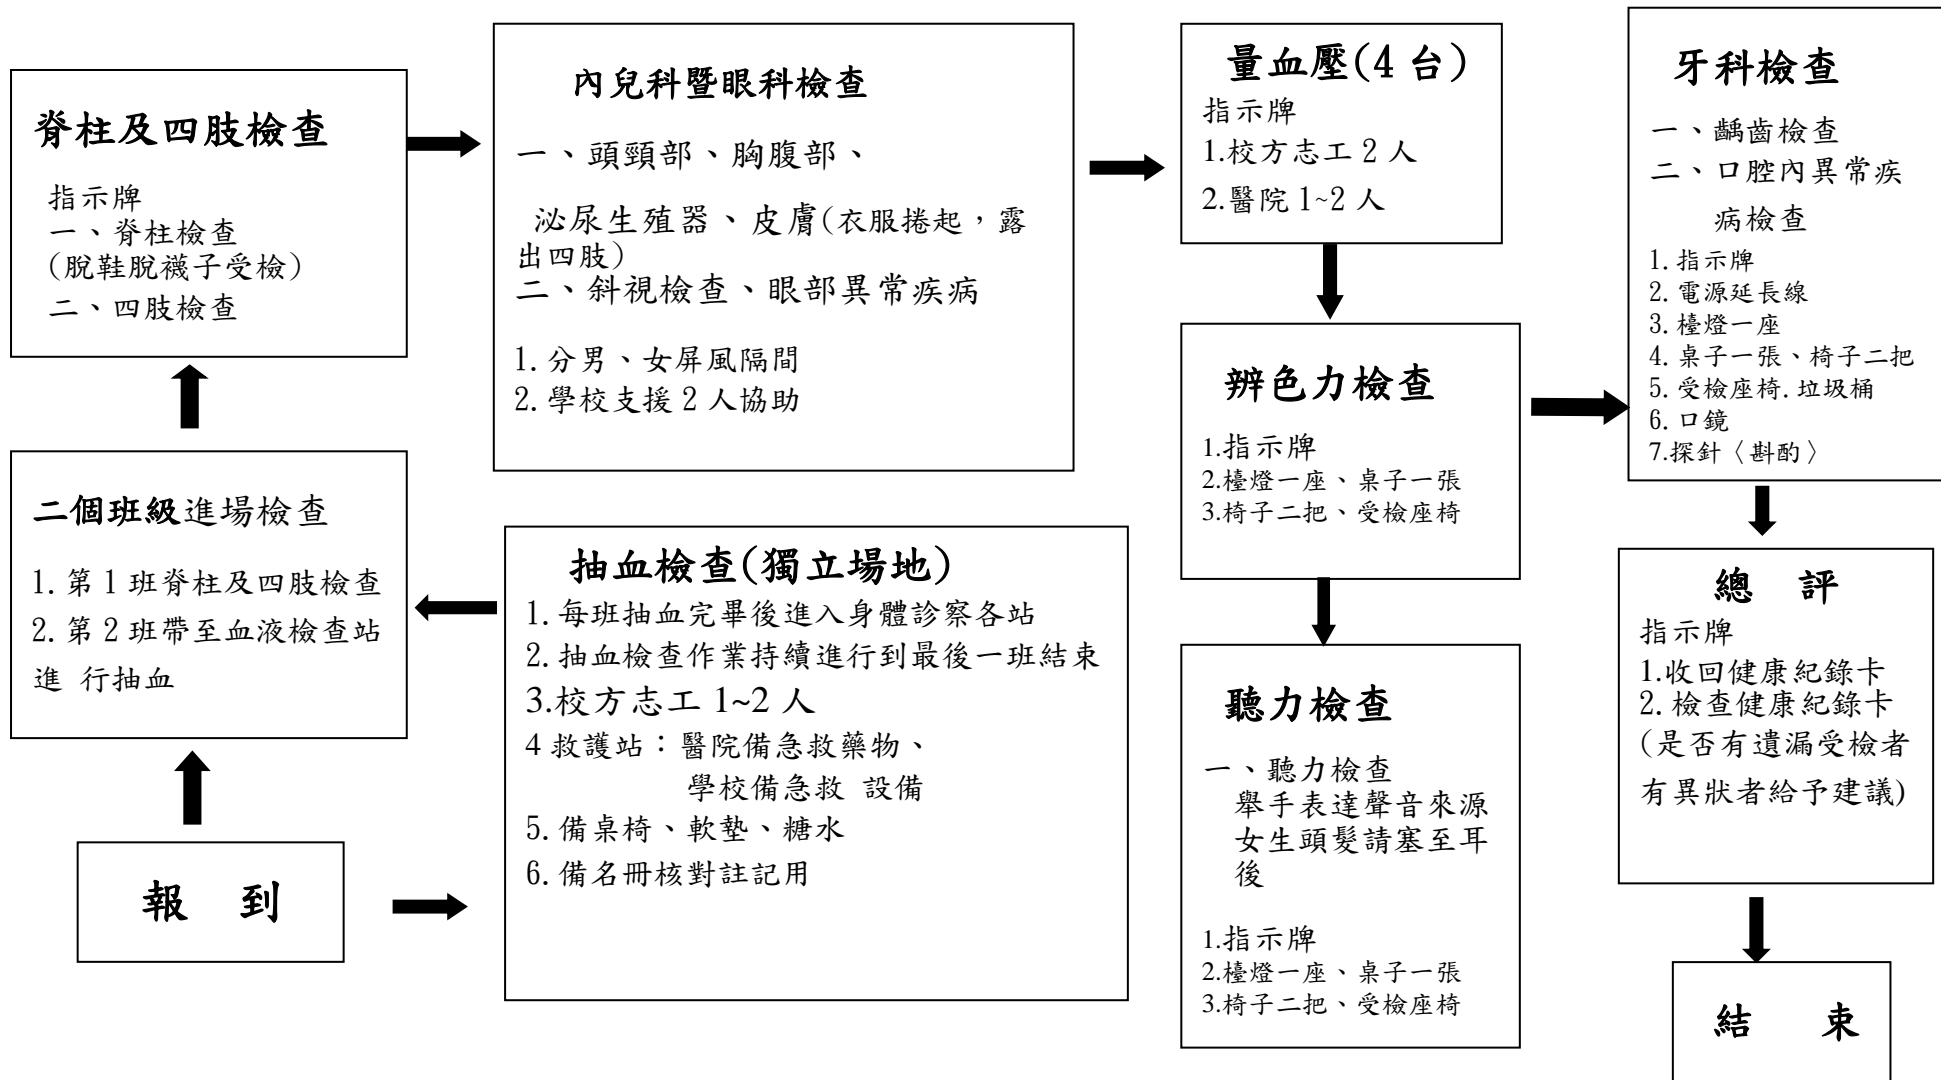 脊柱及四肢檢查
指示牌
一、脊柱檢查
(脫鞋脫襪子受檢)
二、四肢檢查
內兒科暨眼科檢查
一、頭頸部、胸腹部、
泌尿生殖器、皮膚(衣服捲起，露
出四肢)
二、斜視檢查、眼部異常疾病
1. 分男、女屏風隔間
2. 學校支援 2 人協助
量血壓(4 台)
指示牌
1.校方志工 2 人
2.醫院 1~2 人
牙科檢查
一、齲齒檢查
二、口腔內異常疾
病檢查
1. 指示牌
2. 電源延長線
3. 檯燈一座
4. 桌子一張、椅子二把
5. 受檢座椅. 垃圾桶
6. 口鏡
7.探針〈斟酌〉
辨色力檢查
1.指示牌
2.檯燈一座、桌子一張
3.椅子二把、受檢座椅
二個班級進場檢查
1. 第 1 班脊柱及四肢檢查
2. 第 2 班帶至血液檢查站
進 行抽血
抽血檢查(獨立場地)
1. 每班抽血完畢後進入身體診察各站
2. 抽血檢查作業持續進行到最後一班結束
3.校方志工 1~2 人
4 救護站：醫院備急救藥物、
學校備急救 設備
5. 備桌椅、軟墊、糖水
6. 備名冊核對註記用
聽力檢查
一、聽力檢查
舉手表達聲音來源
女生頭髮請塞至耳
後
1.指示牌
2.檯燈一座、桌子一張
3.椅子二把、受檢座椅
總 評
指示牌
1.收回健康紀錄卡
2. 檢查健康紀錄卡
(是否有遺漏受檢者
有異狀者給予建議)
報 到
結 束